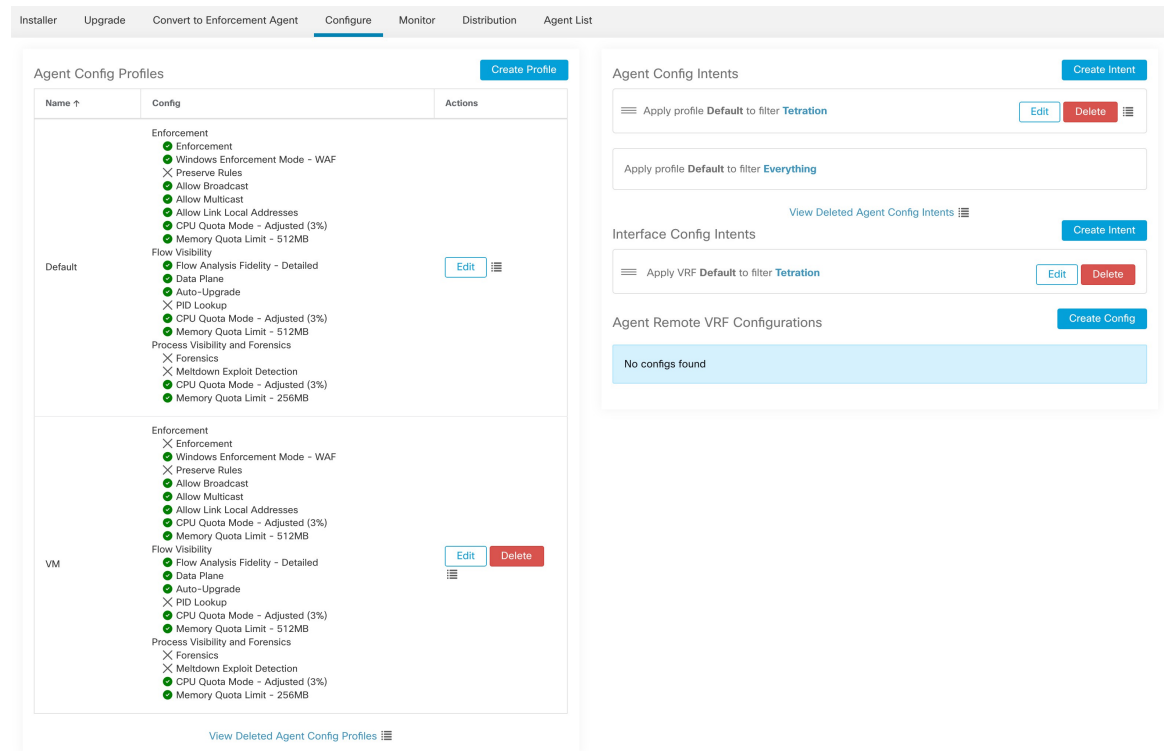 Installer Upgrade Convert to Enforcement Agent Configure Monitor Distribution Agent List
Agent Config Profiles Create Profile
Name ↑ Config Actions
Enforcement
Enforcement
Windows Enforcement Mode - WAF
Preserve Rules
Allow Broadcast
Allow Multicast
Allow Link Local Addresses
CPU Quota Mode - Adjusted (3%)
Memory Quota Limit - 512MB
Flow Visibility
Default Flow Analysis Fidelity - Detailed Edit
Data Plane
Auto-Upgrade
PID Lookup
CPU Quota Mode - Adjusted (3%)
Memory Quota Limit - 512MB
Process Visibility and Forensics
Forensics
Meltdown Exploit Detection
CPU Quota Mode - Adjusted (3%)
Memory Quota Limit - 256MB
Enforcement
Enforcement
Windows Enforcement Mode - WAF
Preserve Rules
Allow Broadcast
Allow Multicast
Allow Link Local Addresses
CPU Quota Mode - Adjusted (3%)
Memory Quota Limit - 512MB
Flow Visibility
VM Flow Analysis Fidelity - Detailed Edit Delete
Data Plane
Auto-Upgrade
PID Lookup
CPU Quota Mode - Adjusted (3%)
Memory Quota Limit - 512MB
Process Visibility and Forensics
Forensics
Meltdown Exploit Detection
CPU Quota Mode - Adjusted (3%)
Memory Quota Limit - 256MB
View Deleted Agent Config Profiles
Agent Config Intents Create Intent
Apply profile Default to filter Tetration Edit Delete
Apply profile Default to filter Everything
View Deleted Agent Config Intents
Interface Config Intents Create Intent
Apply VRF Default to filter Tetration Edit Delete
Agent Remote VRF Configurations Create Config
No configs found